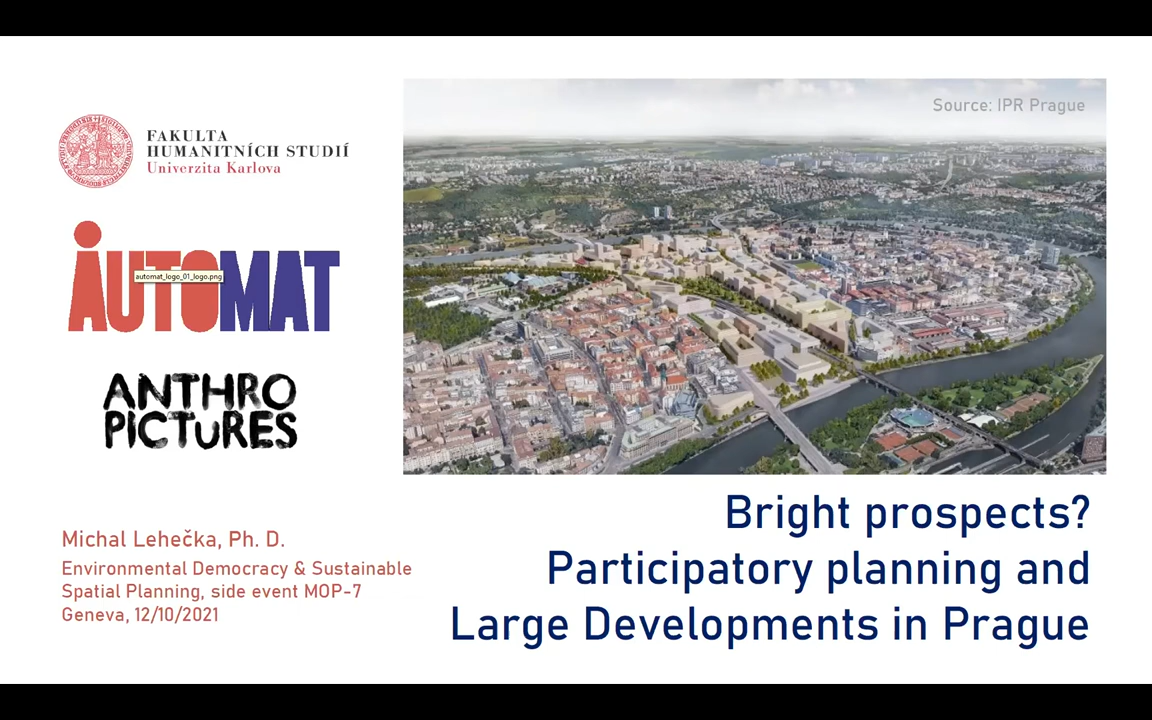 FAKULTA
HUMANITNÍCH STUDIÍ
Univerzita Karlova
AUTOMAT
automat_logo_01_logo.png
ANTHRO
PICTURES
Source: IPR Prague
Michal Lehečka, Ph. D.
Environmental Democracy & Sustainable
Spatial Planning, side event MOP-7
Geneva, 12/10/2021
Bright prospects?
Participatory planning and
Large Developments in Prague